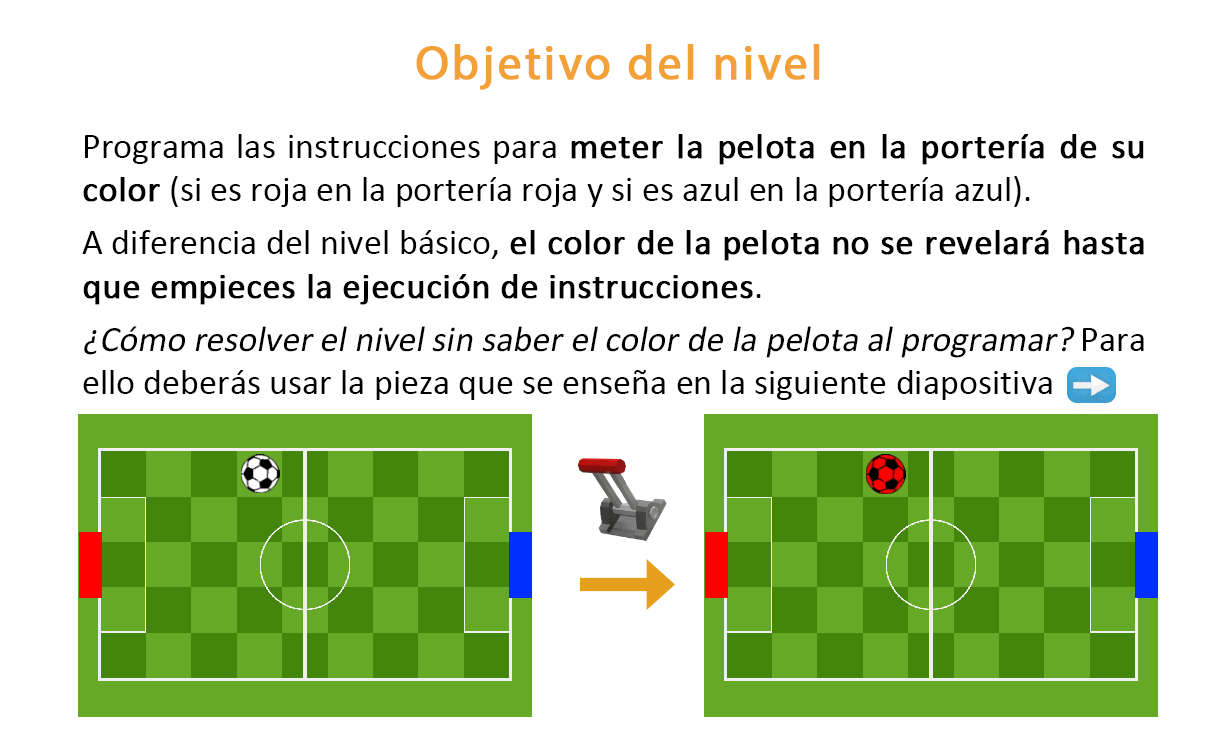 Objetivo del nivel
Programa las instrucciones para meter la pelota en la portería de su
color (si es roja en la portería roja y si es azul en la portería azul).
A diferencia del nivel básico, el color de la pelota no se revelará hasta
que empieces la ejecución de instrucciones.
¿Cómo resolver el nivel sin saber el color de la pelota al programar? Para
ello deberás usar la pieza que se enseña en la siguiente diapositiva